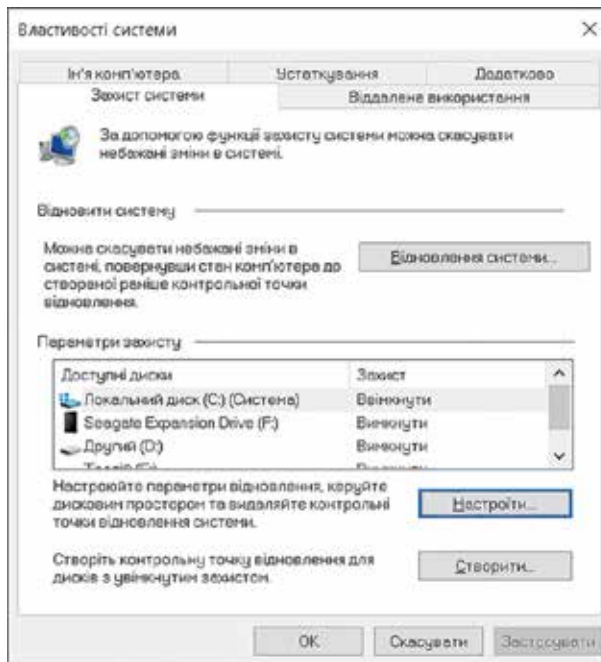 Властивості системи
Ім'я комп'ютера
Устаткування
Додатково
Захист системи
Віддалене використання
За допомогою функції захисту системи можна скасувати
небажані зміни в системі.
Відновити систему
Можна скасувати небажані зміни в
системі, повернувши стан комп'ютера до
створеної раніше контрольної точки
відновлення.
Відновлення системи...
Параметри захисту
Доступні диски Захист
Локальний диск (C:) (Система) Ввімкнути
Seagate Expansion Drive (F:) Вимкнути
Другий (D:) Вимкнути
Настроюйте параметри відновлення, керуйте
дисковим простором та видаляйте контрольні
точки відновлення системи.
Настроїти...
Створіть контрольну точку відновлення для
дисків з увімкнутим захистом.
Створити...
OK
Скасувати
Застосувати